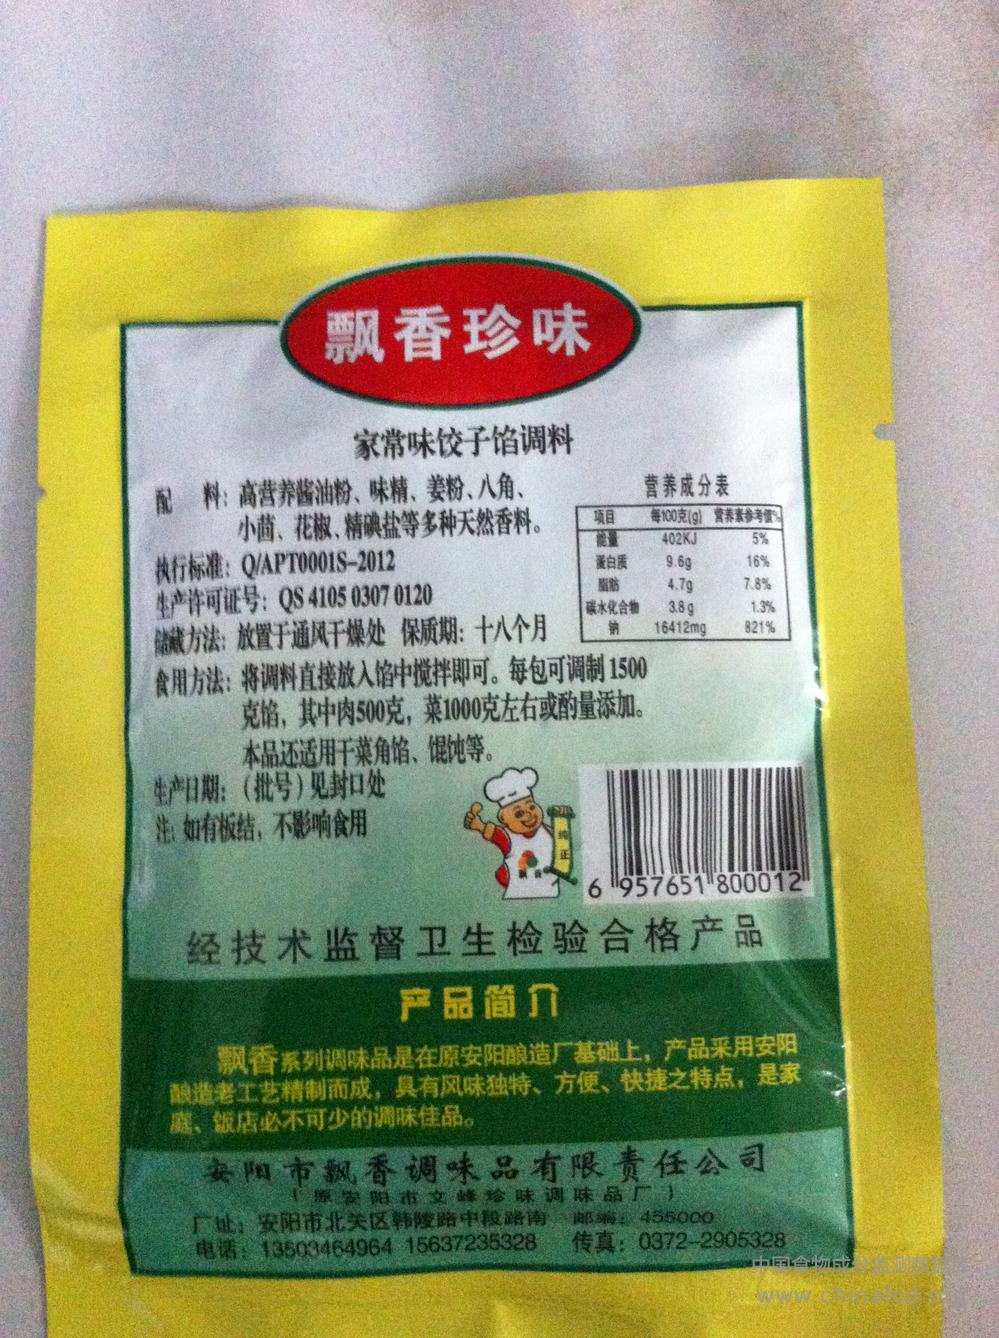 飘香珍味
家常味饺子馅调料
配 料: 高营养酱油粉、味精、姜粉、八角、
小茴、花椒、精碘盐等多种天然香料。
执行标准: Q/APT0001S-2012
生产许可证号: QS 4105 0307 0120
储藏方法: 放置于通风干燥处 保质期: 十八个月
营养成分表
项目 每100克(g) 营养素参考值%
能量 402KJ 5%
蛋白质 9.6g 16%
脂肪 4.7g 7.8%
碳水化合物 3.8g 1.3%
钠 16412mg 821%
食用方法: 将调料直接放入馅中搅拌即可。每包可调制1500
克馅, 其中肉500克, 菜1000克左右或酌量添加。
本品还适用于菜角馅、馄饨等。
生产日期: (批号)见封口处
注: 如有板结, 不影响食用
纯正
飘香
6 957651 800012
经技术监督卫生检验合格产品
产品简介
飘香系列调味品是在原安阳酿造厂基础上, 产品采用安阳
酿造老工艺精制而成, 具有风味独特、方便、快捷之特点, 是家
庭、饭店必不可少的调味佳品。
安阳市飘香调味品有限责任公司
(原安阳市文峰珍味调味品厂)
厂址: 安阳市北关区韩陵路中段路南 邮编: 455000
电话: 13503464964 15637235328 传真: 0372-2905328
中国食物成分监测
www.chinafcd.c